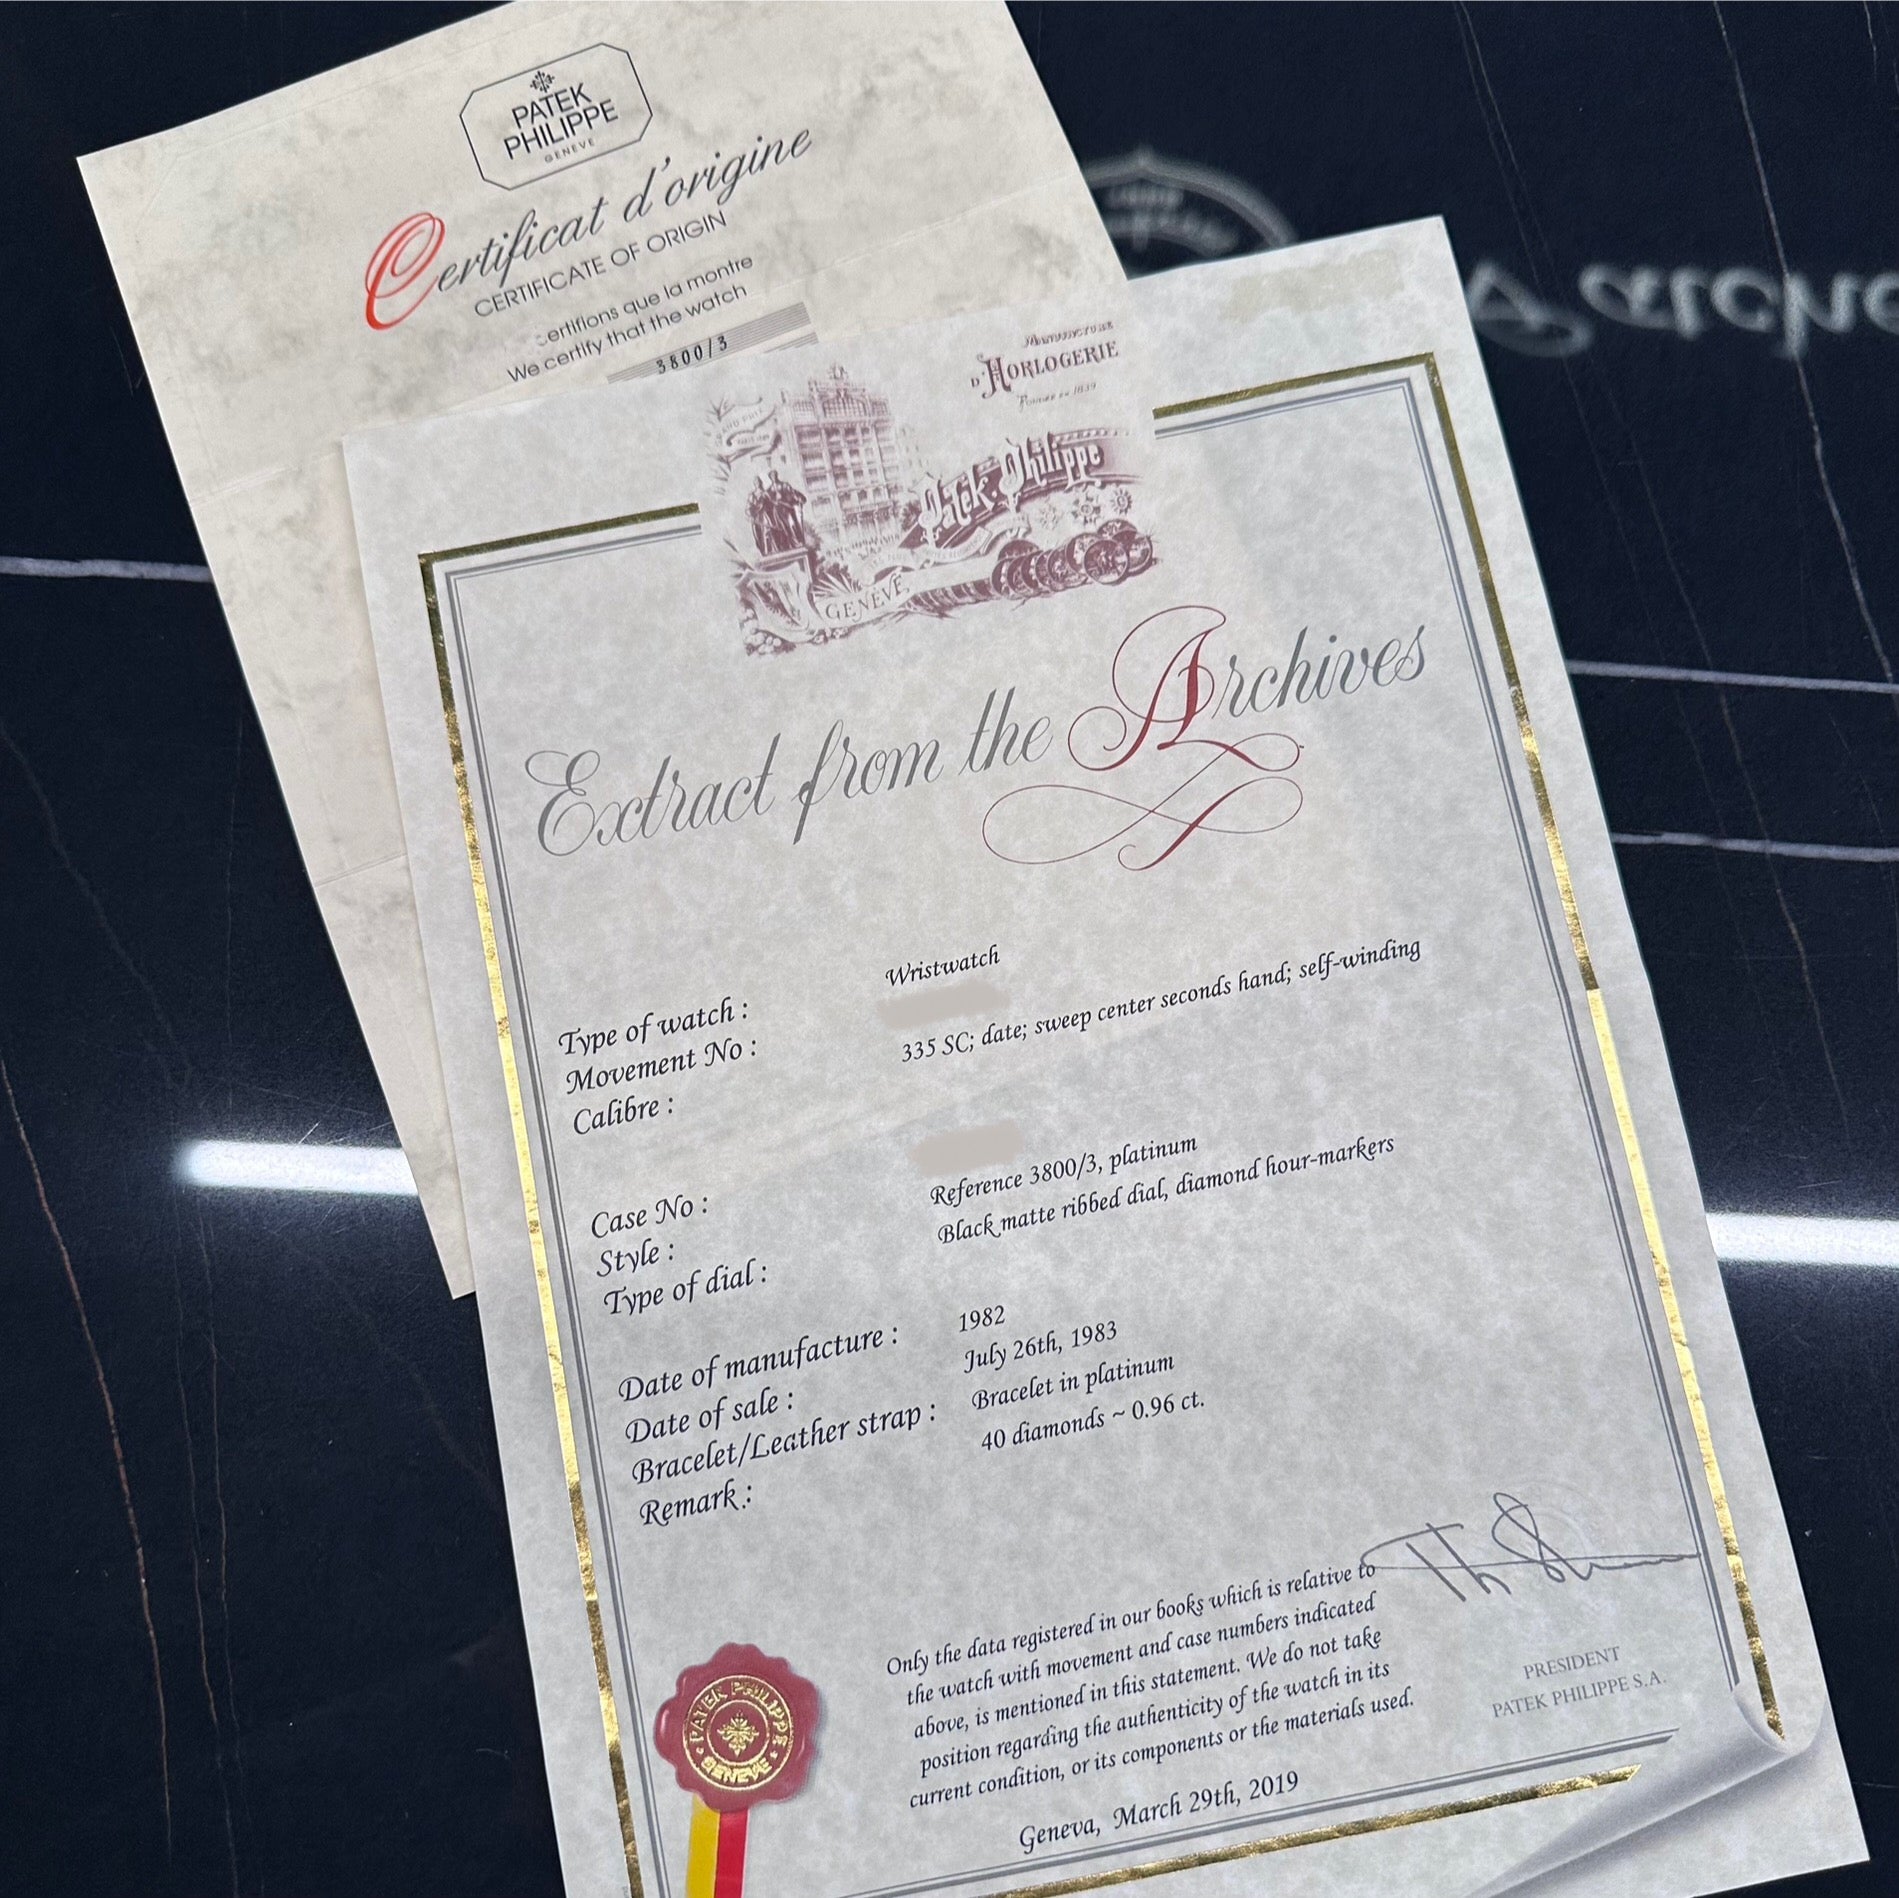 PATEK
PHILIPPE
GENEVE
Certificat d'origine
CERTIFICATE OF ORIGIN
certifions que la montre
We certify that the watch
3800/3
MANUFACTURE
D'HORLOGERIE
FONDÉE EN 1839
GRAND PRIX
Patek Philippe
GENÈVE,
Extract from the Archives
Type of watch : Wristwatch
Movement No :
Calibre : 335 SC; date; sweep center seconds hand; self-winding
Case No :
Style : Reference 3800/3, platinum
Type of dial : Black matte ribbed dial, diamond hour-markers
Date of manufacture : 1982
Date of sale : July 26th, 1983
Bracelet/Leather strap : Bracelet in platinum
Remark : 40 diamonds ~ 0.96 ct.
Only the data registered in our books which is relative to
the watch with movement and case numbers indicated
above, is mentioned in this statement. We do not take
position regarding the authenticity of the watch in its
current condition, or its components or the materials used.
Geneva, March 29th, 2019
PRESIDENT
PATEK PHILIPPE S.A.
PATEK PHILIPPE
GENEVE